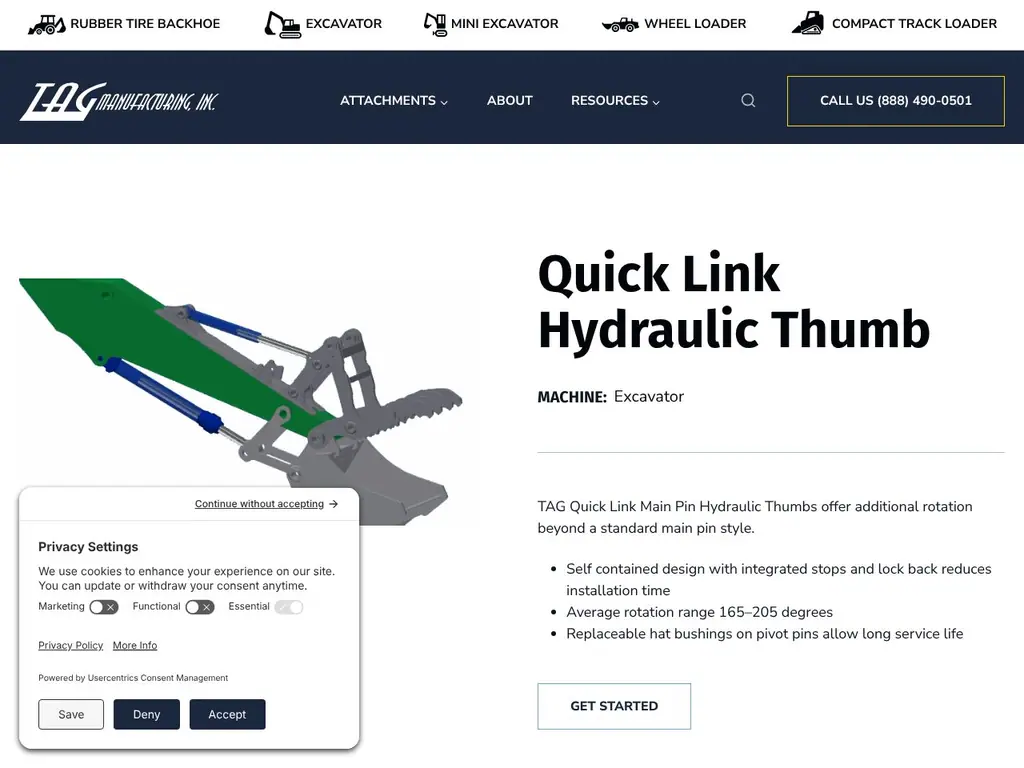 RUBBER TIRE BACKHOE
EXCAVATOR
MINI EXCAVATOR
WHEEL LOADER
COMPACT TRACK LOADER
TAG MANUFACTURING, INC.
ATTACHMENTS
ABOUT
RESOURCES
CALL US (888) 490-0501
Quick Link
Hydraulic Thumb
MACHINE: Excavator
TAG Quick Link Main Pin Hydraulic Thumbs offer additional rotation
beyond a standard main pin style.
• Self contained design with integrated stops and lock back reduces
installation time
• Average rotation range 165–205 degrees
• Replaceable hat bushings on pivot pins allow long service life
GET STARTED
Continue without accepting →
Privacy Settings
We use cookies to enhance your experience on our site.
You can update or withdraw your consent anytime.
Marketing
Functional
Essential
Privacy Policy
More Info
Powered by Usercentrics Consent Management
Save
Deny
Accept